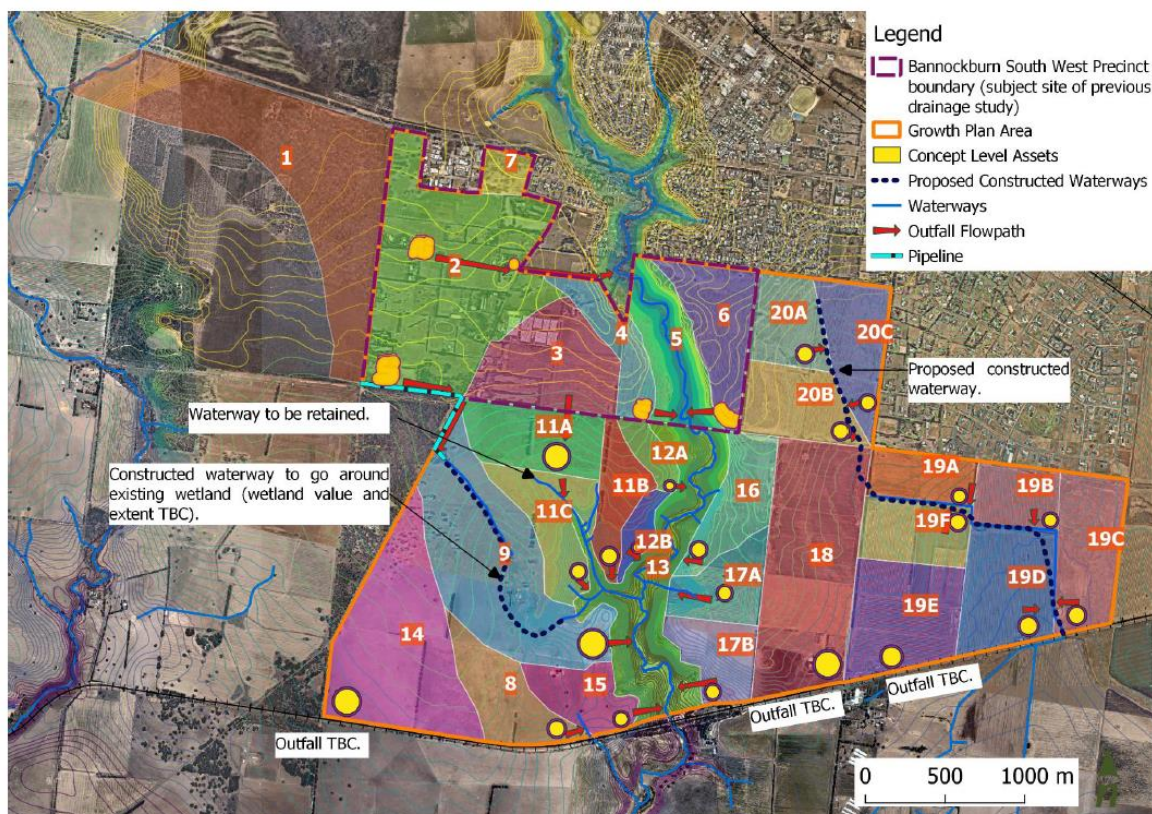 Legend
Bannockburn South West Precinct
boundary (subject site of previous
drainage study)
Growth Plan Area
Concept Level Assets
Proposed Constructed Waterways
Waterways
Outfall Flowpath
Pipeline
1
7
2
4
5
6
20A
20C
3
Proposed constructed
waterway.
20B
Waterway to be retained.
11A
12A
Constructed waterway to go around
existing wetland (wetland value and
extent TBC).
11B
16
19A
19B
11C
19F
19C
9
12B
18
13
17A
19D
19E
14
17B
8
15
Outfall TBC.
Outfall TBC.
Outfall TBC.
0 500 1000 m